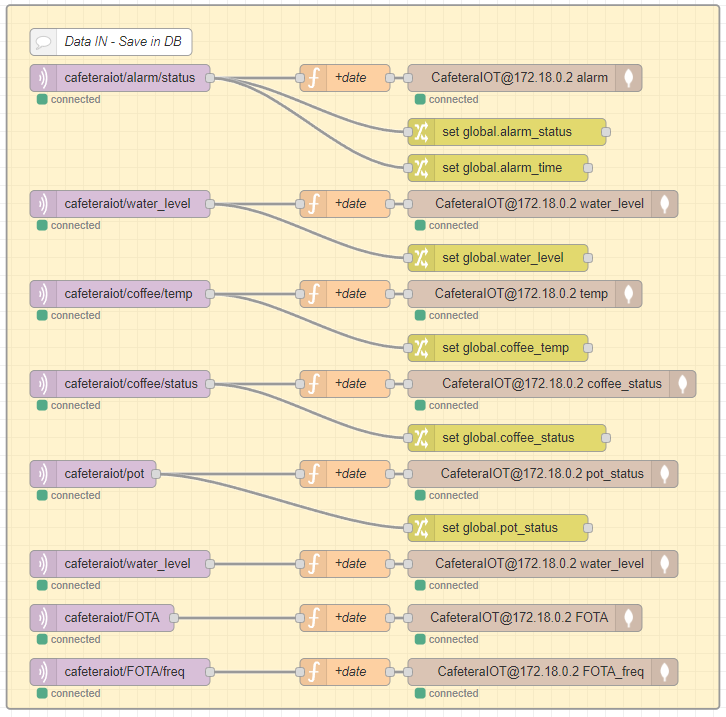 Data IN - Save in DB
cafeteraiot/alarm/status
+date
CafeteraIOT@172.18.0.2 alarm
connected
connected
set global.alarm_status
set global.alarm_time
cafeteraiot/water_level
+date
CafeteraIOT@172.18.0.2 water_level
connected
connected
set global.water_level
cafeteraiot/coffee/temp
+date
CafeteraIOT@172.18.0.2 temp
connected
connected
set global.coffee_temp
cafeteraiot/coffee/status
+date
CafeteraIOT@172.18.0.2 coffee_status
connected
connected
set global.coffee_status
cafeteraiot/pot
+date
CafeteraIOT@172.18.0.2 pot_status
connected
connected
set global.pot_status
cafeteraiot/water_level
+date
CafeteraIOT@172.18.0.2 water_level
connected
connected
cafeteraiot/FOTA
+date
CafeteraIOT@172.18.0.2 FOTA
connected
connected
cafeteraiot/FOTA/freq
+date
CafeteraIOT@172.18.0.2 FOTA_freq
connected
connected